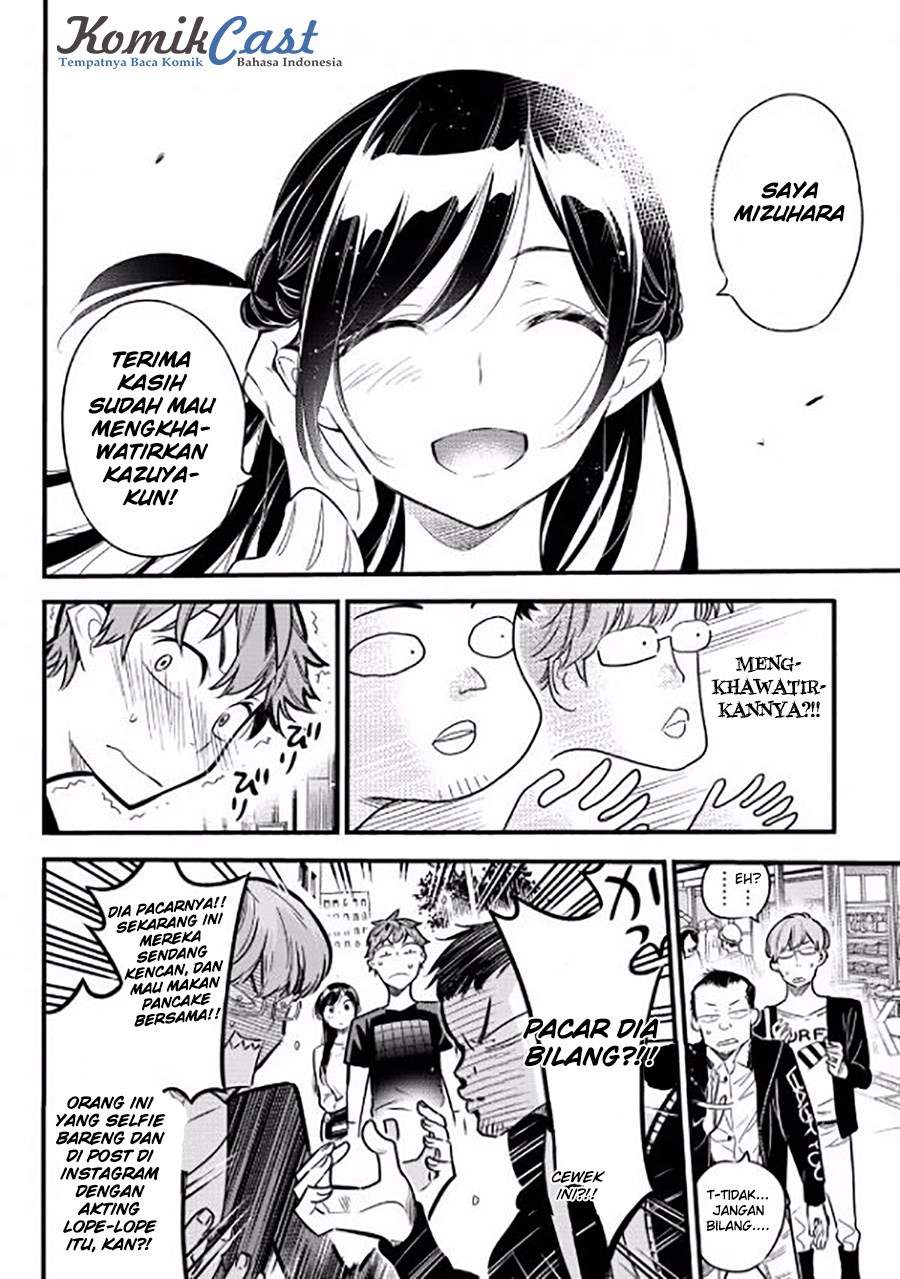 KomikCast
Tempatnya Baca Komik Bahasa Indonesia
SAYA
MIZUHARA
TERIMA
KASIH
SUDAH MAU
MENGKHA-
WATIRKAN
KAZUYA-
KUN!
MENG-
KHAWATIR-
KANNYA?!!
ビ
ビ
EH?
T-TIDAK...
JANGAN
BILANG....
PACAR DIA
BILANG?!!
CEWEK
INI?!!
DIA PACARNYA!!
SEKARANG INI
MEREKA
SENDANG
KENCAN, DAN
MAU MAKAN
PANCAKE
BERSAMA!!
ORANG INI
YANG SELFIE
BARENG DAN
DI POST DI
INSTAGRAM
DENGAN
AKTING
LOPE-LOPE
ITU, KAN?!